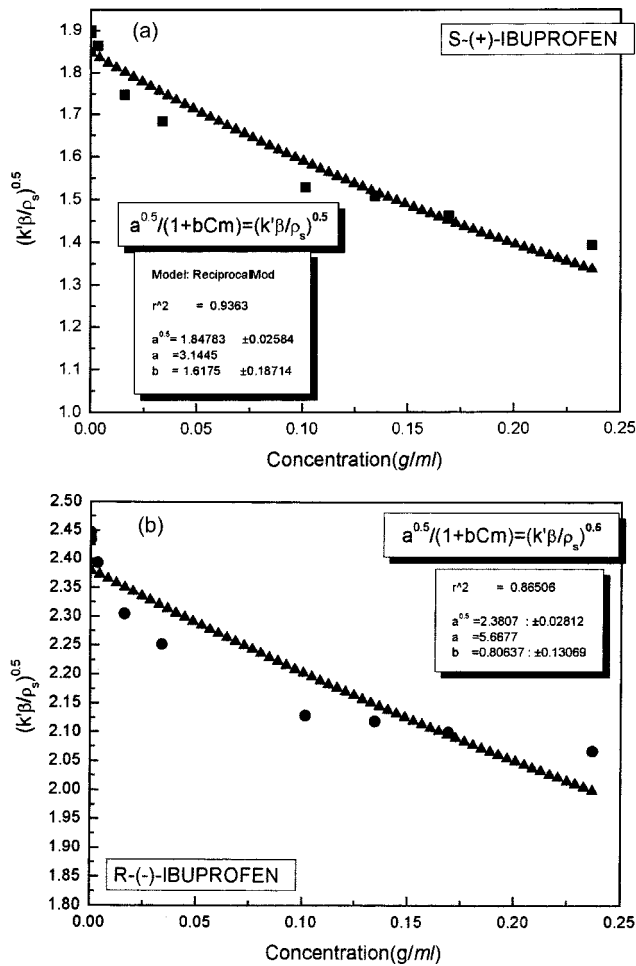 (a)
S-(+)-IBUPROFEN
1.9
1.8
1.7
1.6
1.5
1.4
1.3
1.2
1.1
1.0
(k'β/ρs)^0.5
a^0.5/(1+bCm)=(k'β/ρs)^0.5
Model: ReciprocalMod
r^2 = 0.9363
a^0.5 = 1.84783 ±0.02584
a =3.1445
b = 1.6175 ±0.18714
0.00 0.05 0.10 0.15 0.20 0.25
Concentration(g/ml)
(b)
2.50
2.45
2.40
2.35
2.30
2.25
2.20
2.15
2.10
2.05
2.00
1.95
1.90
1.85
1.80
(k'β/ρs)^0.5
a^0.5/(1+bCm)=(k'β/ρs)^0.5
r^2 = 0.86506
a^0.5 =2.3807 : ±0.02812
a =5.6677
b =0.80637 : ±0.13069
R-(-)-IBUPROFEN
0.00 0.05 0.10 0.15 0.20 0.25
Concentration(g/ml)